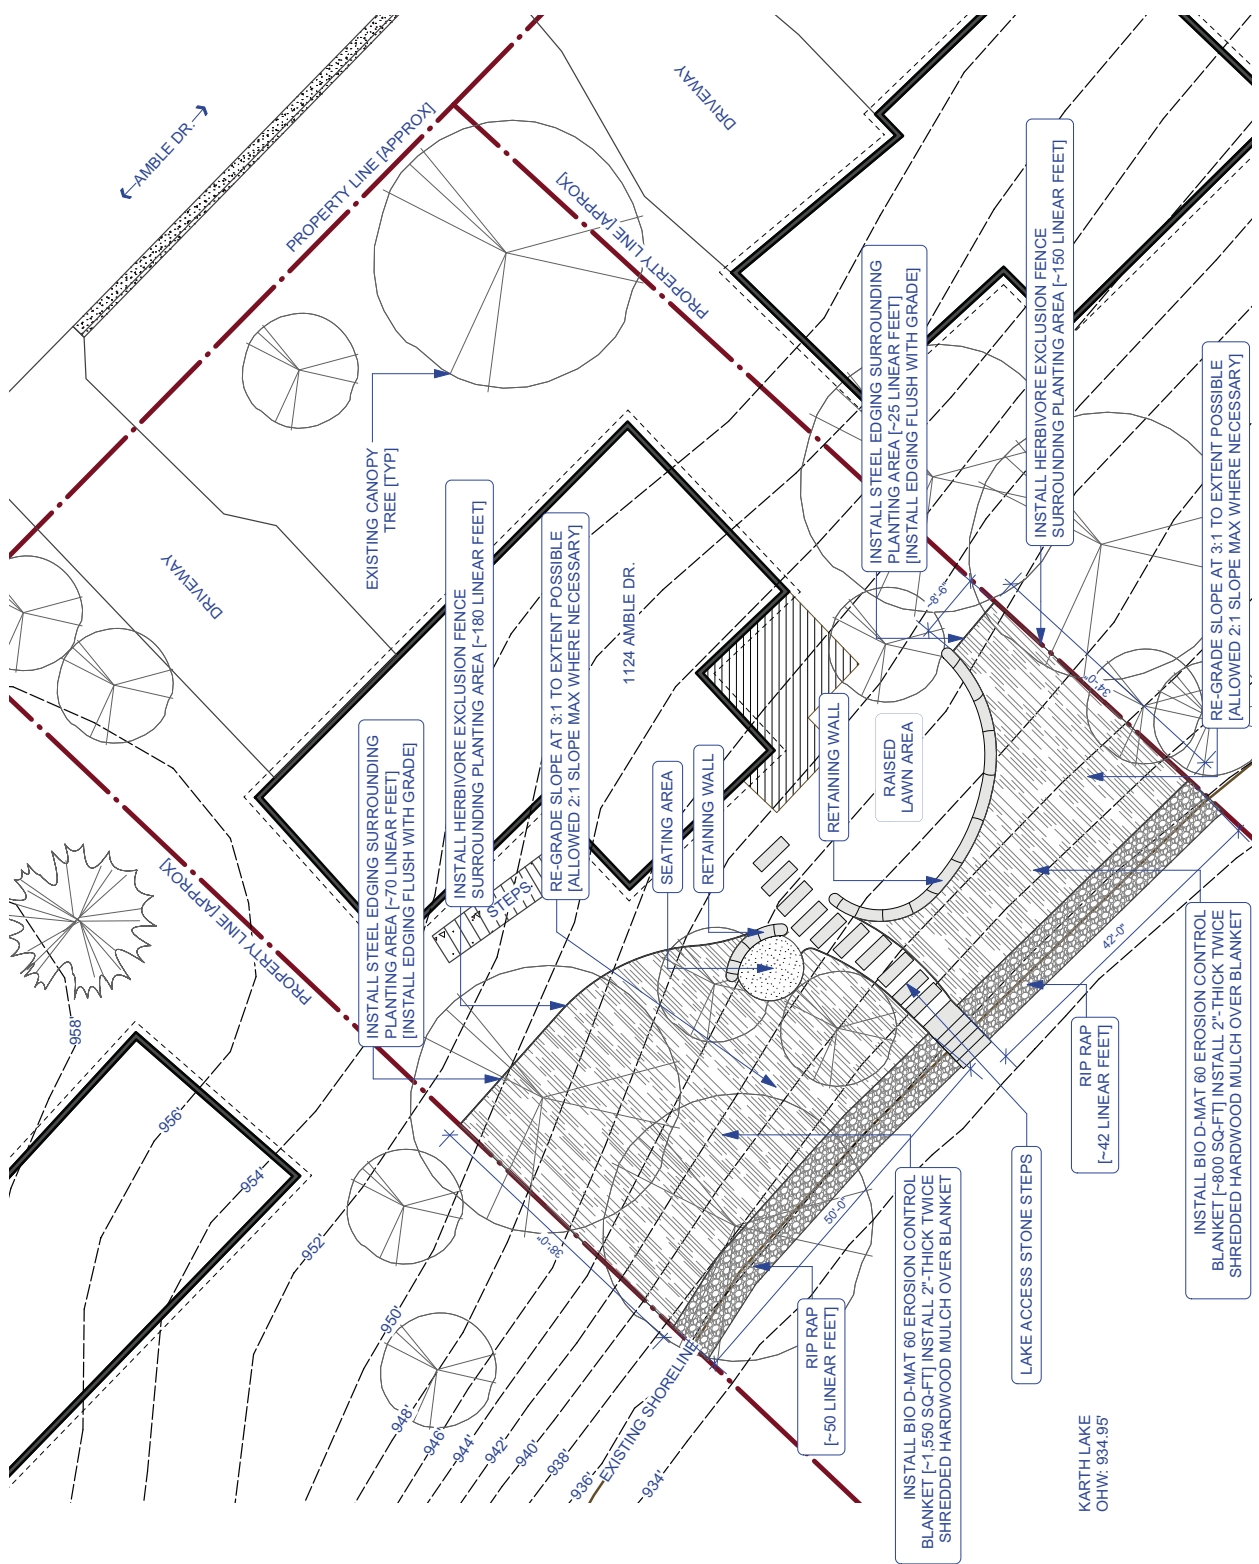 ←AMBLE DR.→
PROPERTY LINE [APPROX]
DRIVEWAY
PROPERTY LINE [APPROX]
EXISTING CANOPY
TREE [TYP]
DRIVEWAY
PROPERTY LINE [APPROX]
INSTALL STEEL EDGING SURROUNDING
PLANTING AREA [~70 LINEAR FEET]
[INSTALL EDGING FLUSH WITH GRADE]
INSTALL HERBIVORE EXCLUSION FENCE
SURROUNDING PLANTING AREA [~180 LINEAR FEET]
RE-GRADE SLOPE AT 3:1 TO EXTENT POSSIBLE
[ALLOWED 2:1 SLOPE MAX WHERE NECESSARY]
1124 AMBLE DR.
STEPS
SEATING AREA
RETAINING WALL
RETAINING WALL
RAISED
LAWN AREA
INSTALL STEEL EDGING SURROUNDING
PLANTING AREA [~25 LINEAR FEET]
[INSTALL EDGING FLUSH WITH GRADE]
~8'-6"
INSTALL HERBIVORE EXCLUSION FENCE
SURROUNDING PLANTING AREA [~150 LINEAR FEET]
34'-0"
RE-GRADE SLOPE AT 3:1 TO EXTENT POSSIBLE
[ALLOWED 2:1 SLOPE MAX WHERE NECESSARY]
958'
956'
954'
952'
950'
948'
946'
944'
942'
940'
938'
936'
934'
EXISTING SHORELINE
38'-0"
50'-0"
42'-0"
RIP RAP
[~50 LINEAR FEET]
INSTALL BIO D-MAT 60 EROSION CONTROL
BLANKET [~1,550 SQ-FT] INSTALL 2"-THICK TWICE
SHREDDED HARDWOOD MULCH OVER BLANKET
LAKE ACCESS STONE STEPS
RIP RAP
[~42 LINEAR FEET]
INSTALL BIO D-MAT 60 EROSION CONTROL
BLANKET [~800 SQ-FT] INSTALL 2"-THICK TWICE
SHREDDED HARDWOOD MULCH OVER BLANKET
KARTH LAKE
OHW: 934.95'